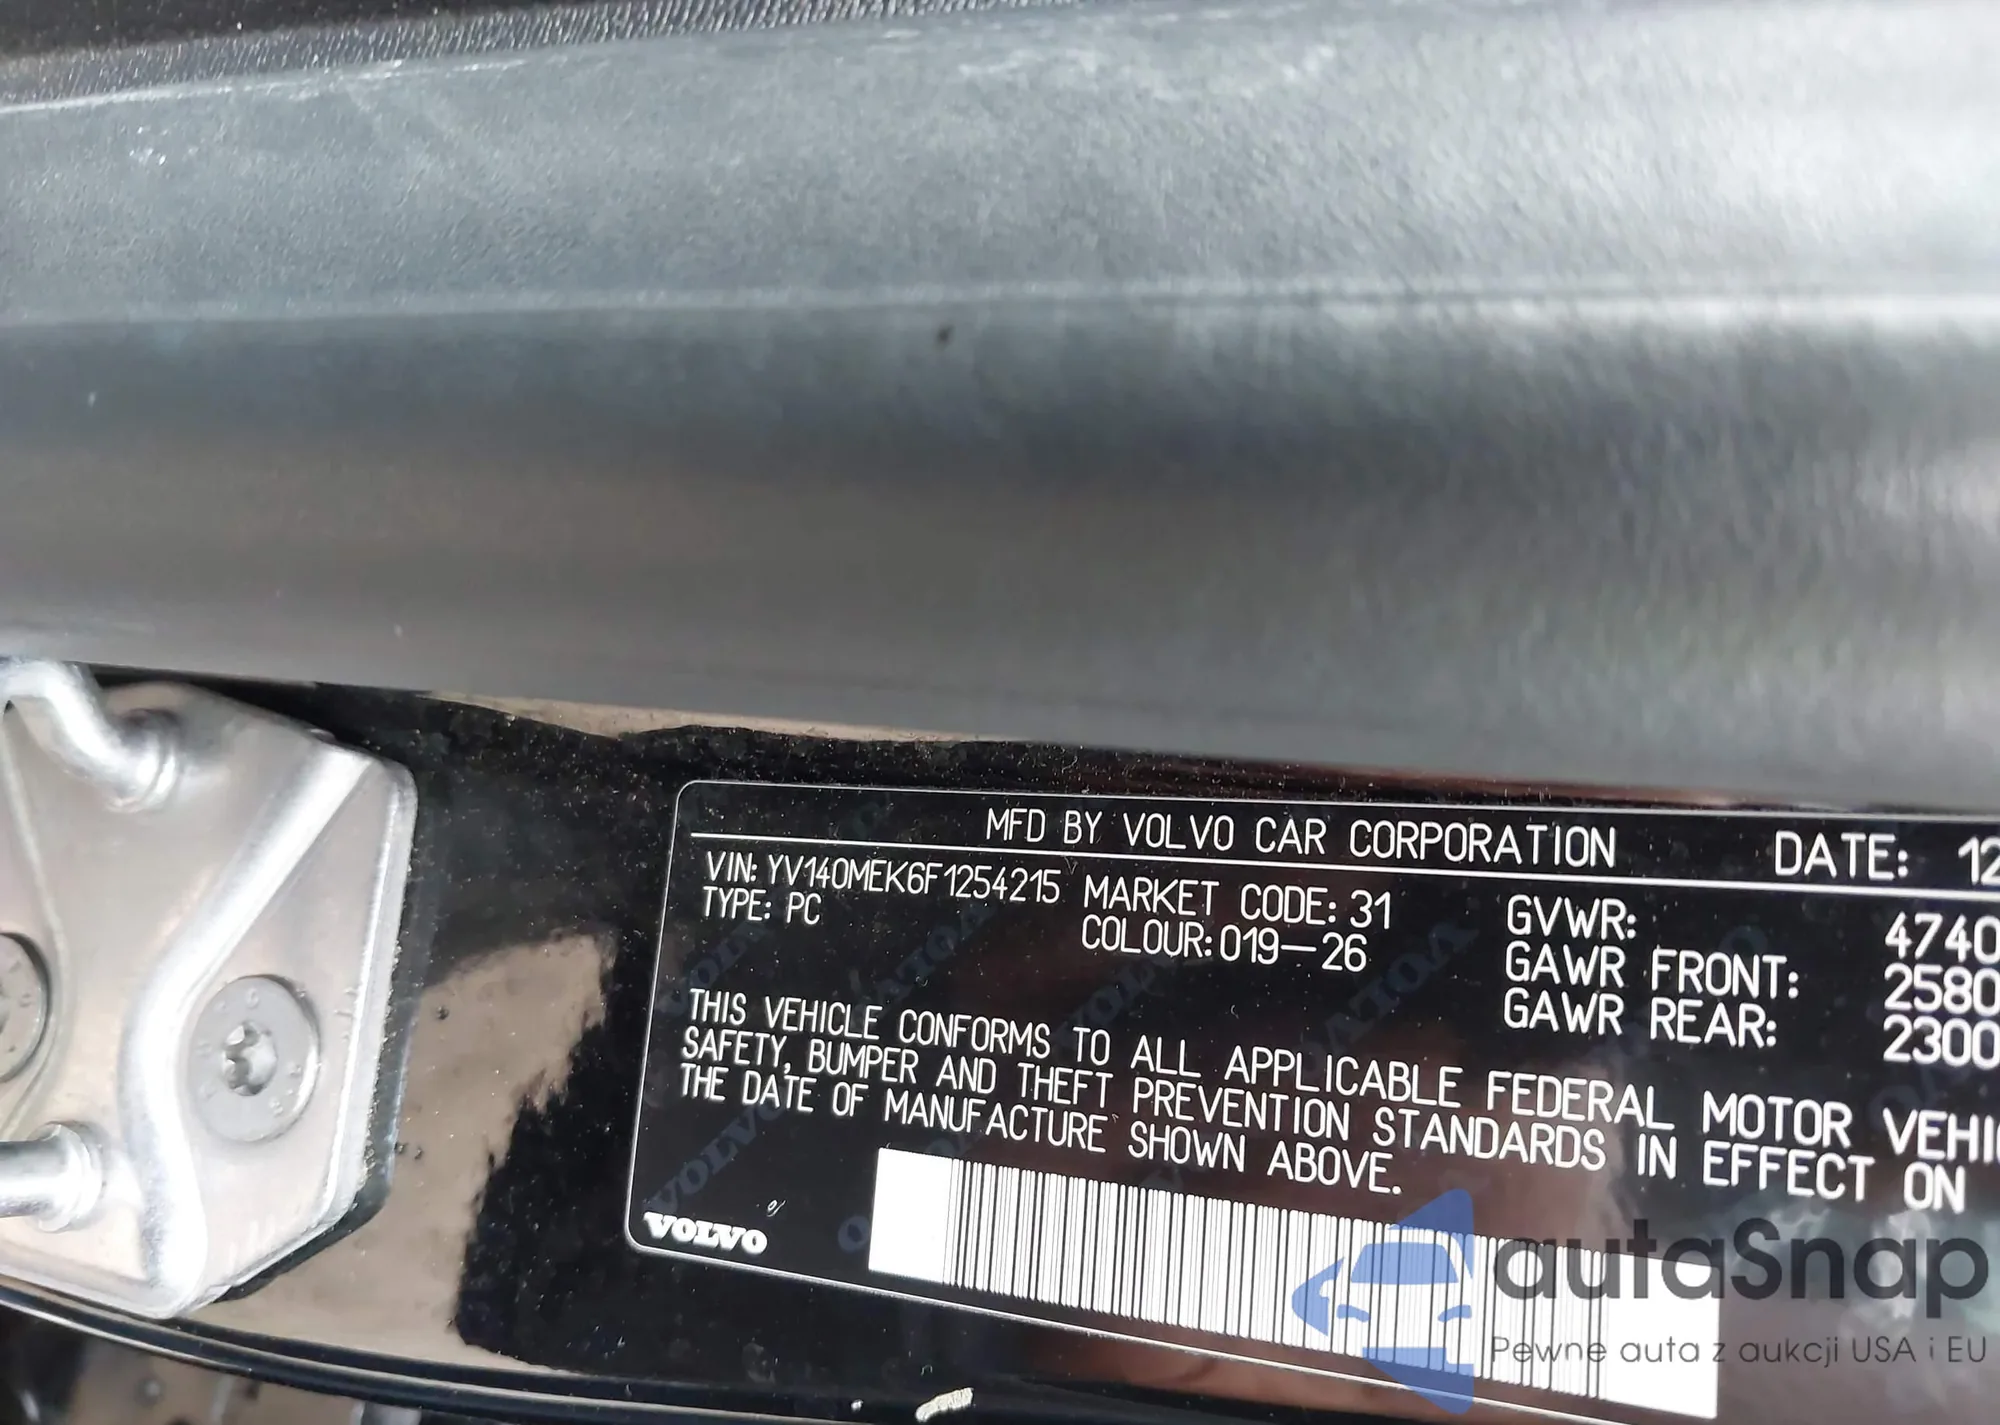 MFD BY VOLVO CAR CORPORATION DATE: 12
VIN: YV140MEK6F1254215 MARKET CODE: 31 GVWR: 4740
TYPE: PC COLOUR: 019-26 GAWR FRONT: 2580
GAWR REAR: 2300
THIS VEHICLE CONFORMS TO ALL APPLICABLE FEDERAL MOTOR VEHI
SAFETY, BUMPER AND THEFT PREVENTION STANDARDS IN EFFECT ON
THE DATE OF MANUFACTURE SHOWN ABOVE.
VOLVO
autaSnap
Pewne auta z aukcji USA i EU